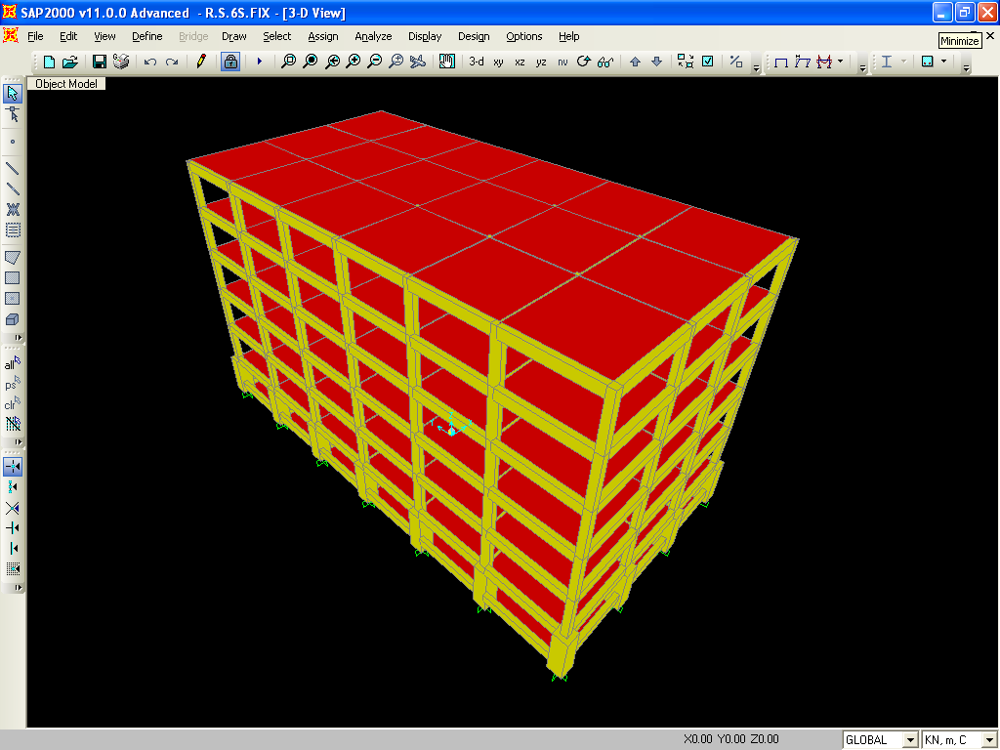 SAP2000 v11.0.0 Advanced - R.S.6S.FIX - [3-D View]
File Edit View Define Bridge Draw Select Assign Analyze Display Design Options Help
Minimize
3-d xy xz yz nv
Object Model
all
ps
clr
X0.00 Y0.00 Z0.00
GLOBAL
KN, m, C